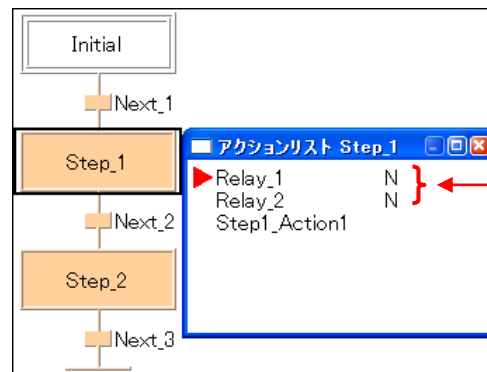 Initial
Next_1
Step_1
Next_2
Step_2
Next_3
アクションリスト Step_1
Relay_1 N
Relay_2 N
Step1_Action1